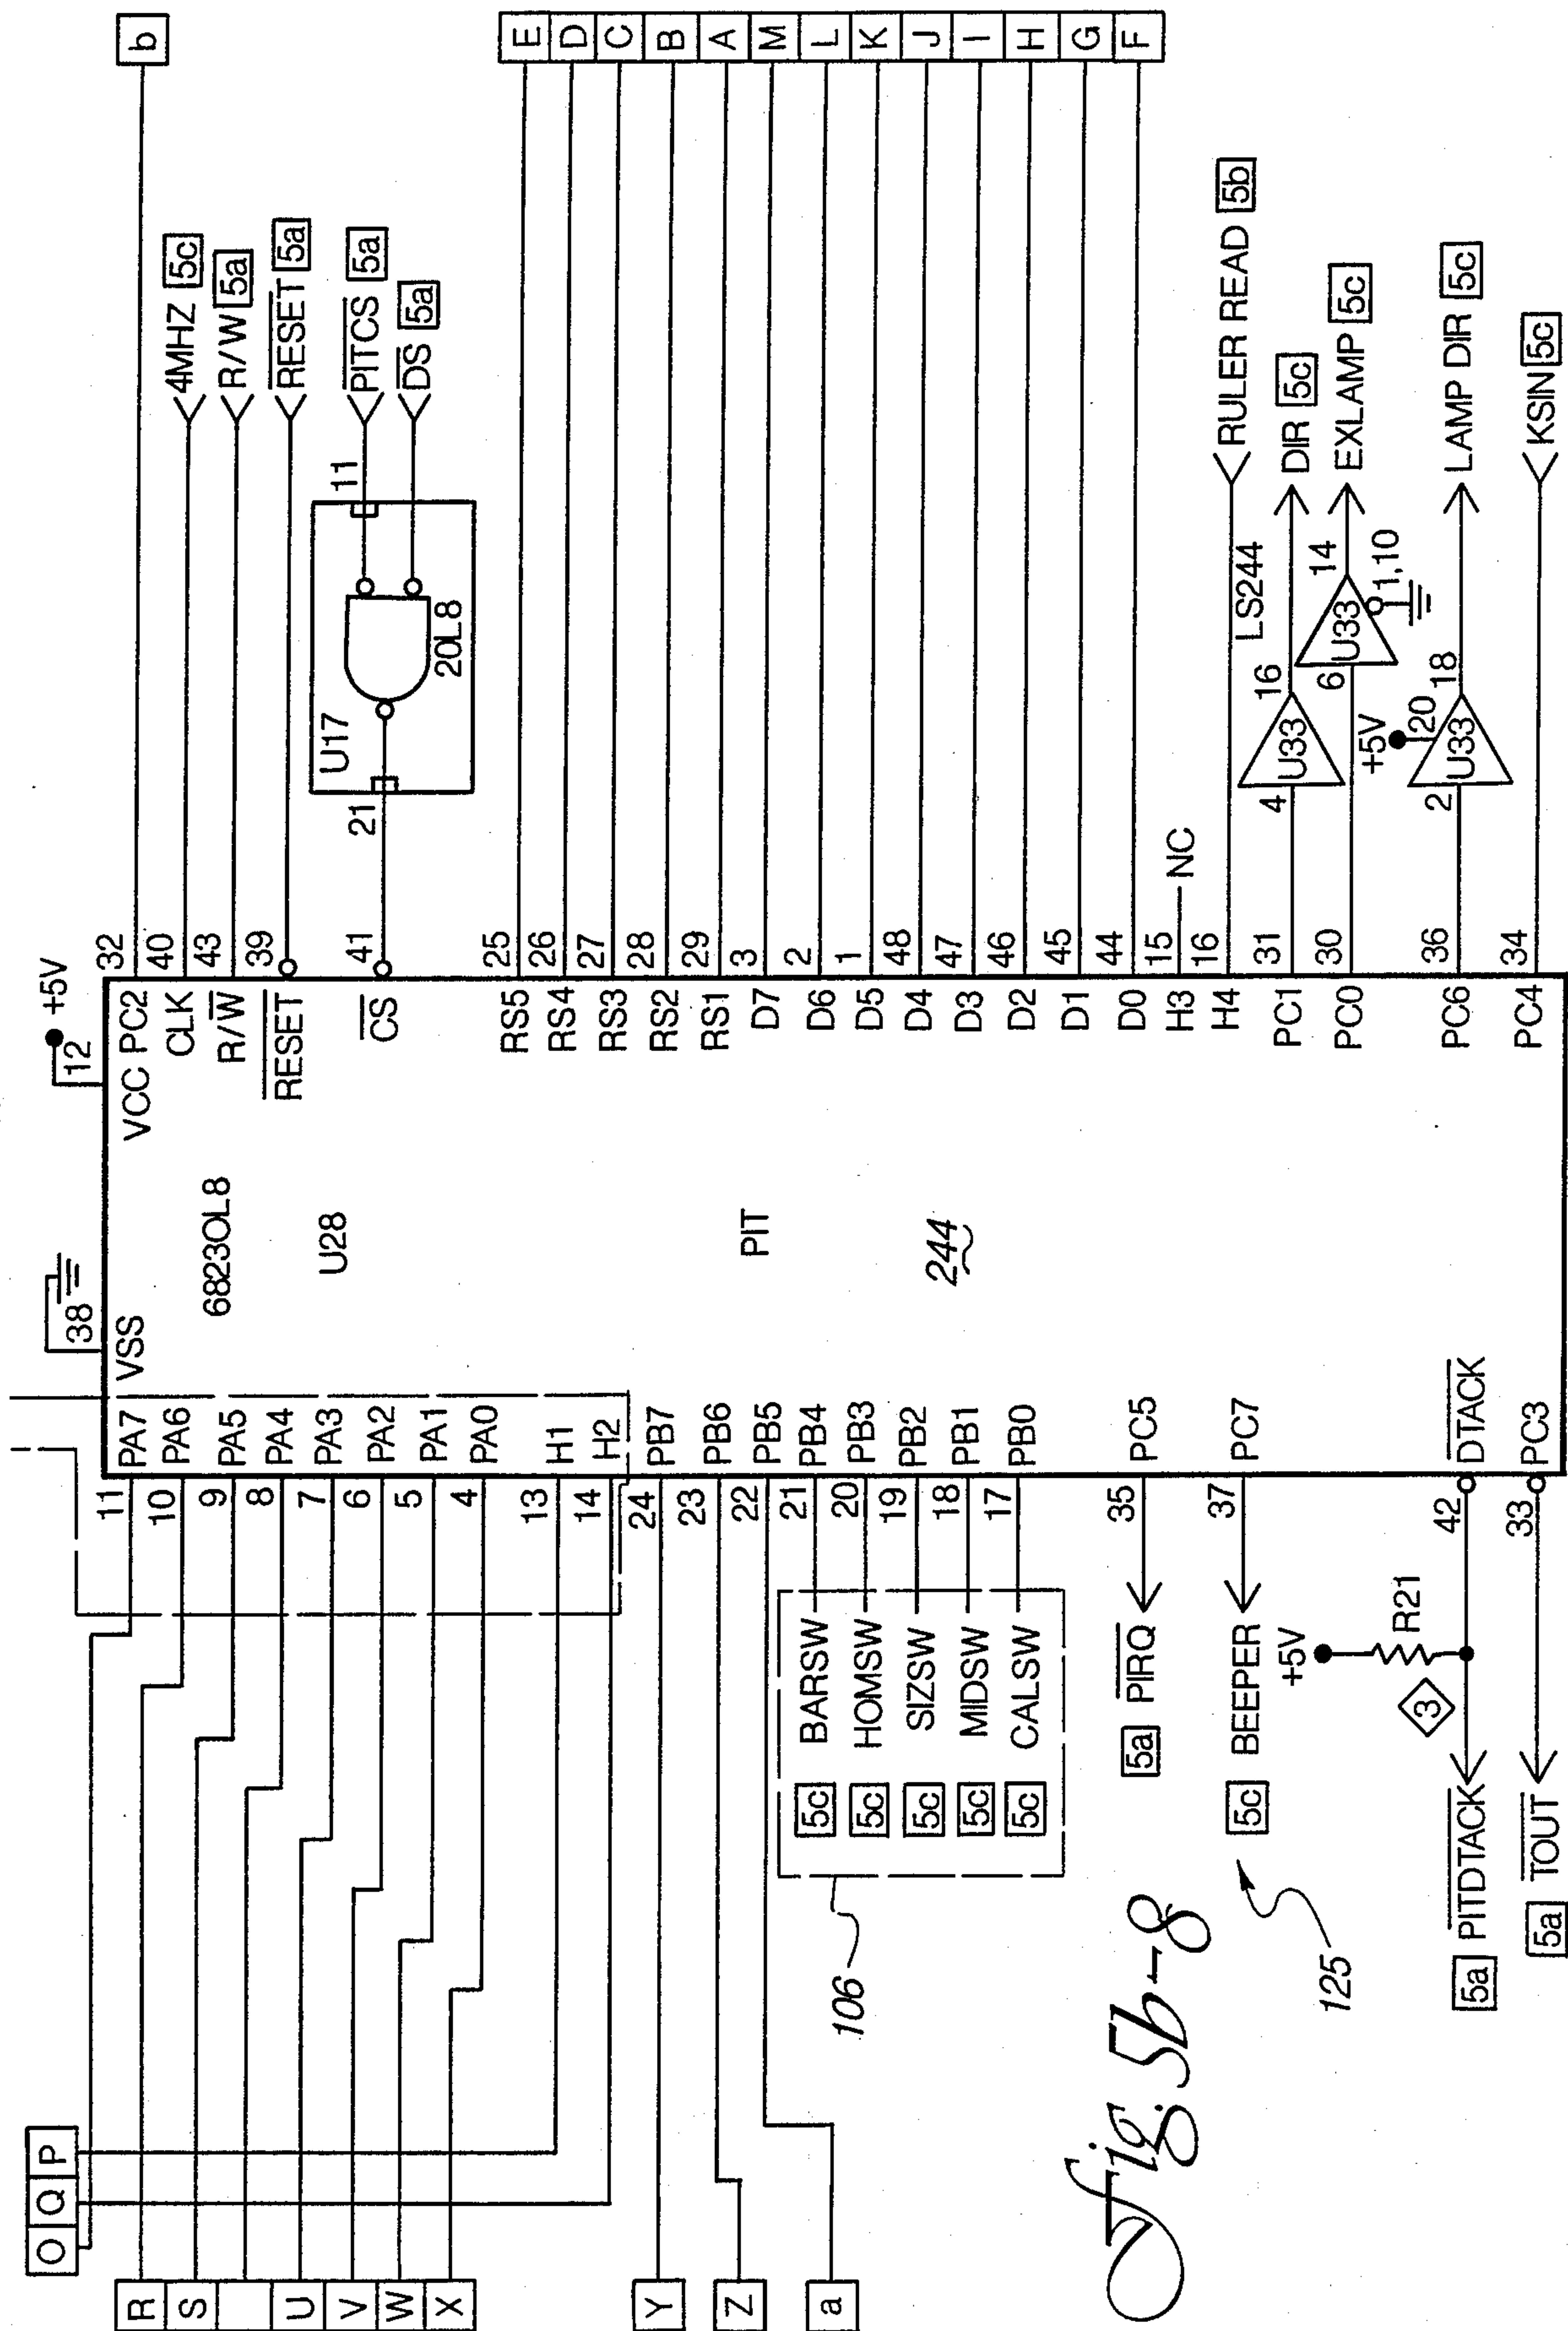 O Q P
R
S
U
V
W
X
Y
Z
a
11 PA7
10 PA6
9 PA5
8 PA4
7 PA3
6 PA2
5 PA1
4 PA0
13 H1
14 H2
24 PB7
23 PB6
22 PB5
5c BARSW 21 PB4
5c HOMSW 20 PB3
5c SIZSW 19 PB2
5c MIDSW 18 PB1
5c CALSW 17 PB0
106
5a PIRQ 35 PC5
5c BEEPER 37 PC7
125
+5V
R21
3
5a PITDTACK 42 DTACK
5a TOUT 33 PC3
38
VSS
+5V
12
VCC
68230L8
U28
PIT
244
PC2 32 b
CLK 40 4MHZ 5c
R/W 43 R/W 5a
RESET 39 RESET 5a
CS 41 21 U17 20L8 11 PITCS 5a
DS 5a
RS5 25 E
RS4 26 D
RS3 27 C
RS2 28 B
RS1 29 A
D7 3 M
D6 2 L
D5 1 K
D4 48 J
D3 47 I
D2 46 H
D1 45 G
D0 44 F
H3 15 NC
H4 16 RULER READ 5b
LS244
PC1 31 4 U33 16 DIR 5c
PC0 30 6 U33 14 EXLAMP 5c
1,10
+5V
20
PC6 36 2 U33 18 LAMP DIR 5c
PC4 34 KSIN 5c
Fig. 5b-8